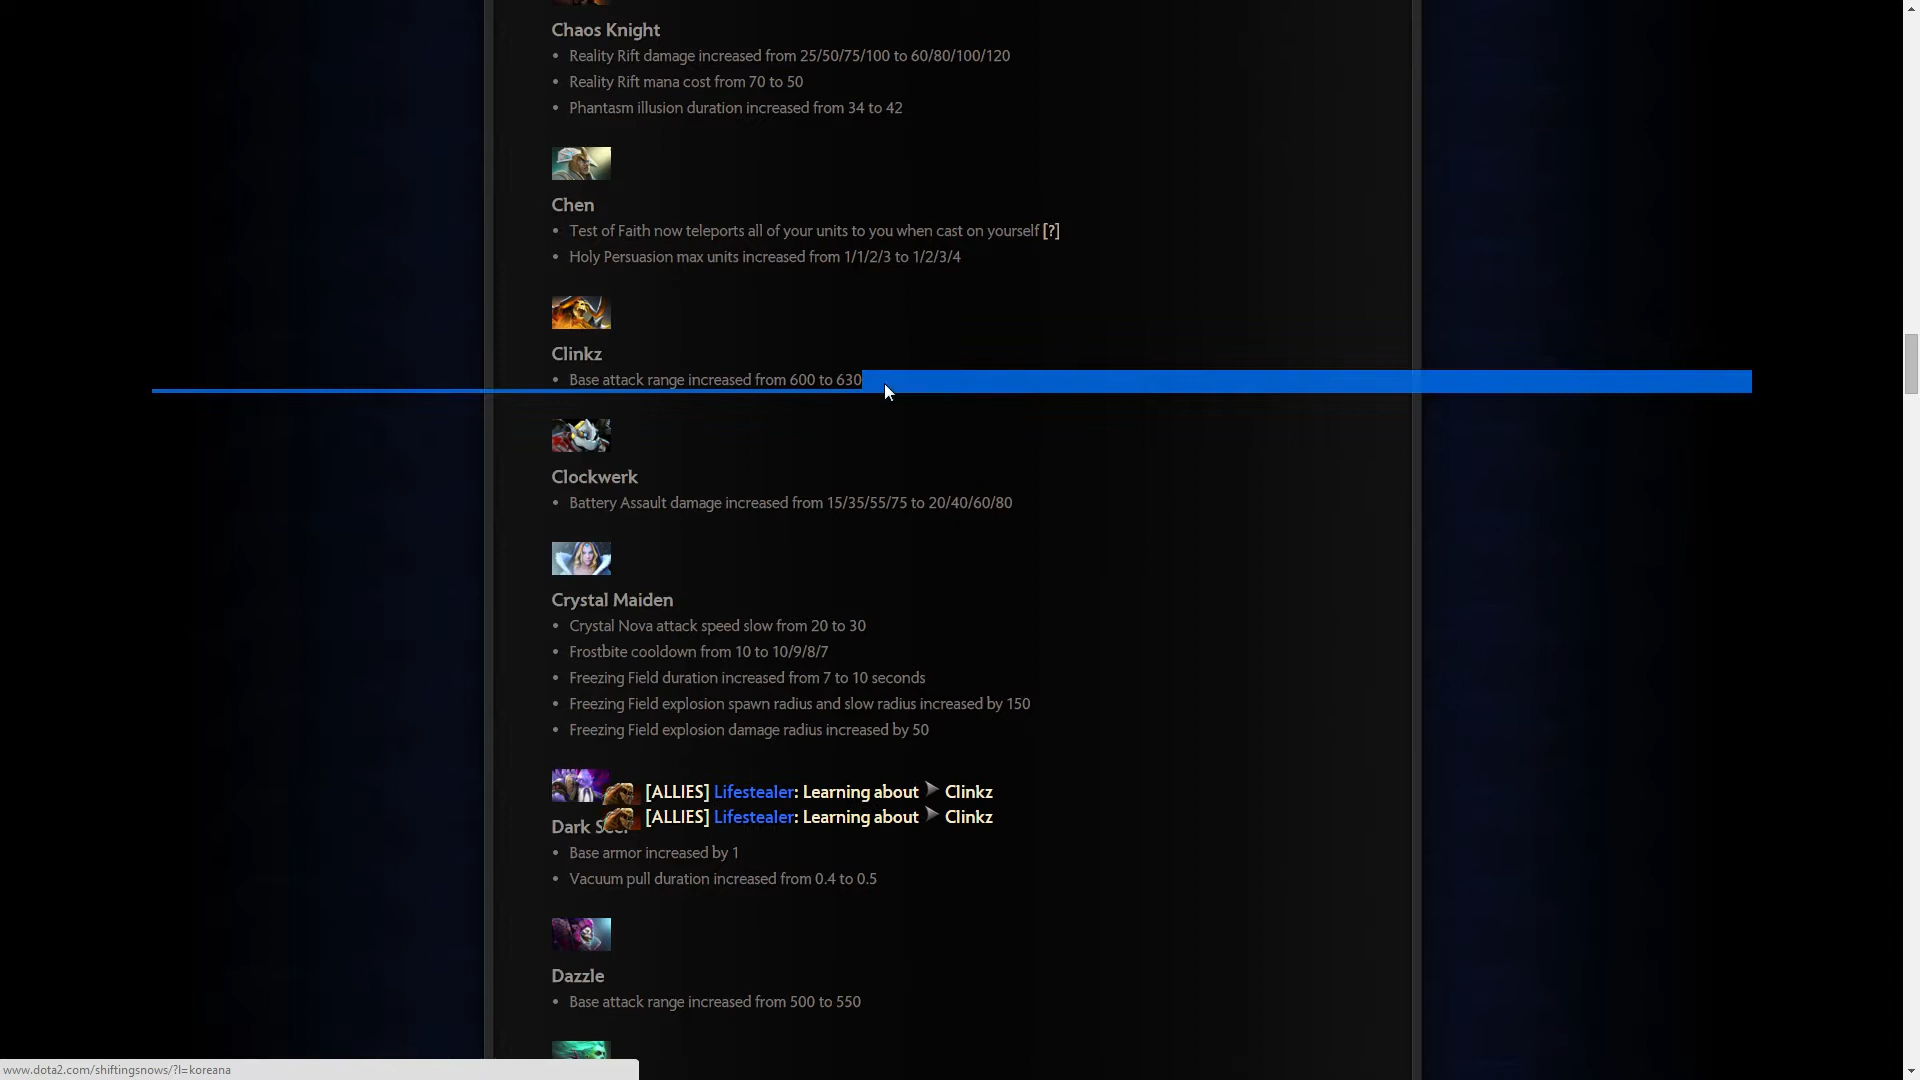 Chaos Knight
• Reality Rift damage increased from 25/50/75/100 to 60/80/100/120
• Reality Rift mana cost from 70 to 50
• Phantasm illusion duration increased from 34 to 42
Chen
• Test of Faith now teleports all of your units to you when cast on yourself [?]
• Holy Persuasion max units increased from 1/1/2/3 to 1/2/3/4
Clinkz
• Base attack range increased from 600 to 630
Clockwerk
• Battery Assault damage increased from 15/35/55/75 to 20/40/60/80
Crystal Maiden
• Crystal Nova attack speed slow from 20 to 30
• Frostbite cooldown from 10 to 10/9/8/7
• Freezing Field duration increased from 7 to 10 seconds
• Freezing Field explosion spawn radius and slow radius increased by 150
• Freezing Field explosion damage radius increased by 50
[ALLIES] Lifestealer: Learning about Clinkz
[ALLIES] Lifestealer: Learning about Clinkz
Dark Seer
• Base armor increased by 1
• Vacuum pull duration increased from 0.4 to 0.5
Dazzle
• Base attack range increased from 500 to 550
www.dota2.com/shiftingsnows/?l=koreana